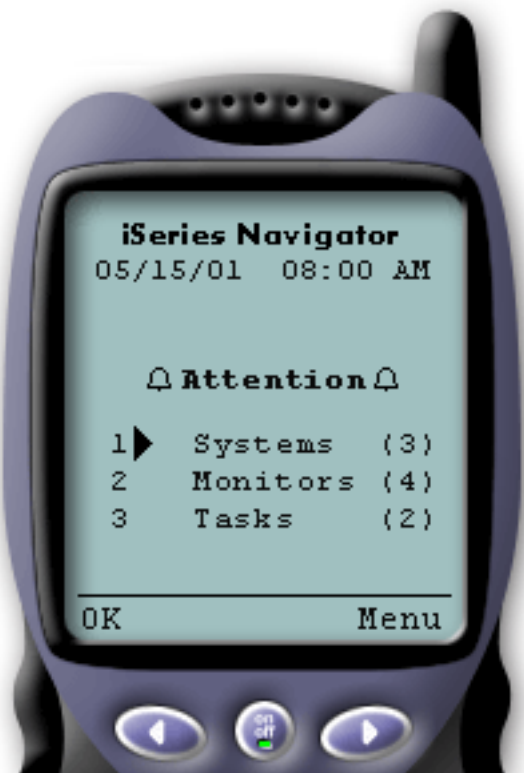 iSeries Navigator
05/15/01 08:00 AM
Attention
1 Systems (3)
2 Monitors (4)
3 Tasks (2)
OK Menu
on
off